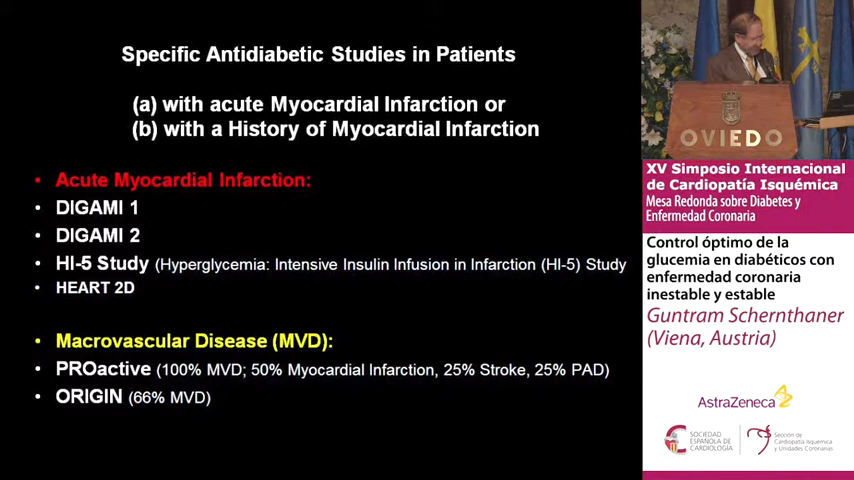 Specific Antidiabetic Studies in Patients
(a) with acute Myocardial Infarction or
(b) with a History of Myocardial Infarction
• Acute Myocardial Infarction:
• DIGAMI 1
• DIGAMI 2
• HI-5 Study (Hyperglycemia: Intensive Insulin Infusion in Infarction (HI-5) Study
• HEART 2D
• Macrovascular Disease (MVD):
• PROactive (100% MVD; 50% Myocardial Infarction, 25% Stroke, 25% PAD)
• ORIGIN (66% MVD)
OVIEDO
XV Simposio Internacional
de Cardiopatía Isquémica
Mesa Redonda sobre Diabetes y
Enfermedad Coronaria
Control óptimo de la
glucemia en diabéticos con
enfermedad coronaria
inestable y estable
Guntram Schernthaner
(Viena, Austria)
AstraZeneca
SOCIEDAD
ESPAÑOLA DE
CARDIOLOGÍA
Sección de
Cardiopatía Isquémica
y Unidades Coronarias